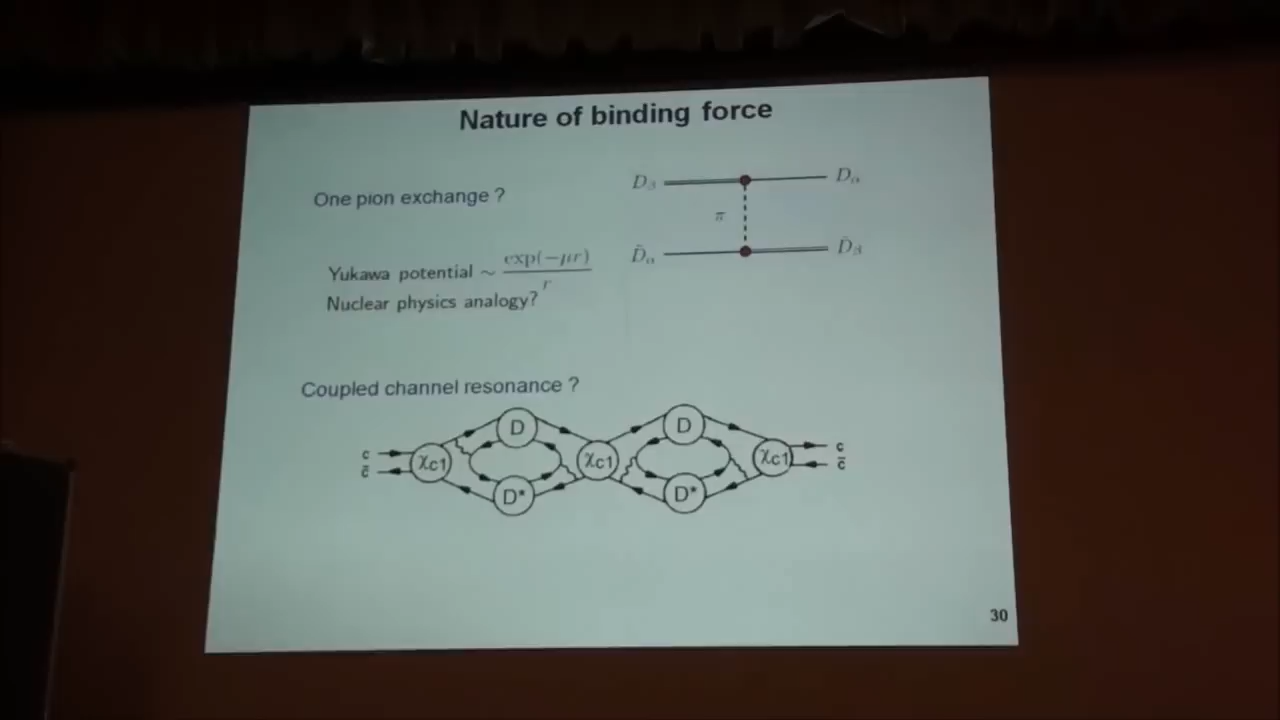 Nature of binding force
One pion exchange ?
D_β D_α
π
D̄_α D̄_β
Yukawa potential ~ exp(−μr) / r
Nuclear physics analogy?
Coupled channel resonance ?
D D
c χc1 χc1 χc1 c
c̄ c̄
D* D*
30